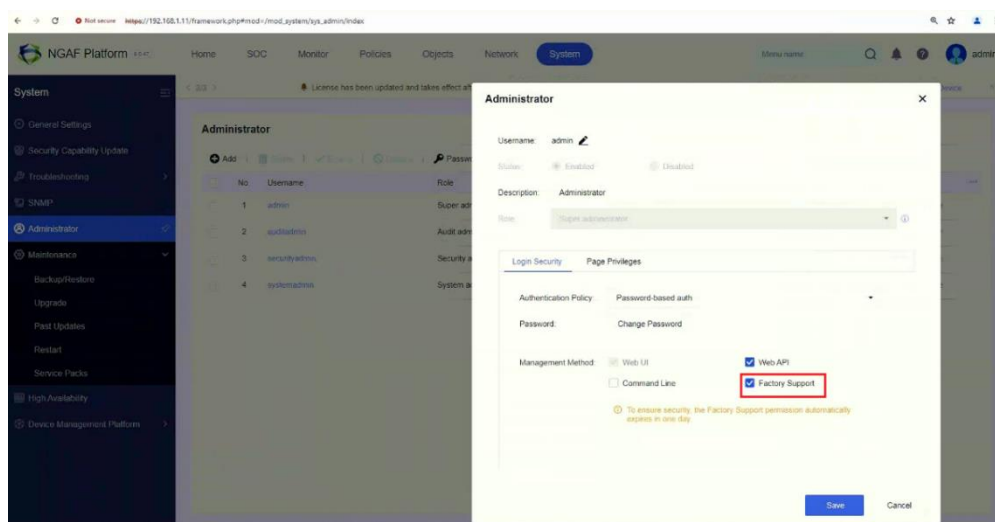 Not secure https://192.168.1.11/framework.php#mod=/mod_system/sys_admin/index
NGAF Platform
Home SOC Monitor Policies Objects Network System Menu name admin
System
License has been updated and takes effect aft
Device
General Settings
Security Capability Update
Troubleshooting
SNMP
Administrator
Maintenance
Backup/Restore
Upgrade
Past Updates
Restart
Service Packs
High Availability
Device Management Platform
Administrator
Add Delete Passw
No. Username Role
1 admin Super adm
2 auditadmin Audit adm
3 securityadmin Security a
4 systemadmin System a
Administrator
Username: admin
Status: Enabled Disabled
Description: Administrator
Role: Super administrator
Login Security Page Privileges
Authentication Policy: Password-based auth
Password: Change Password
Management Method: Web UI Web API
Command Line Factory Support
To ensure security, the Factory Support permission automatically
expires in one day.
Save Cancel